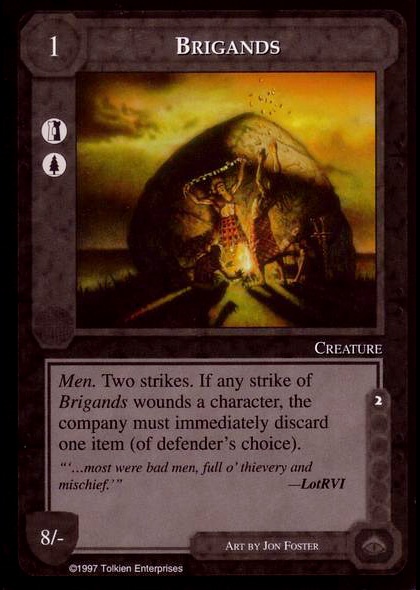 1
BRIGANDS
CREATURE
Men. Two strikes. If any strike of
Brigands wounds a character, the
company must immediately discard
one item (of defender's choice).
2
"'...most were bad men, full o' thievery and
mischief.'"
—LotRVI
8/-
ART BY JON FOSTER
©1997 Tolkien Enterprises